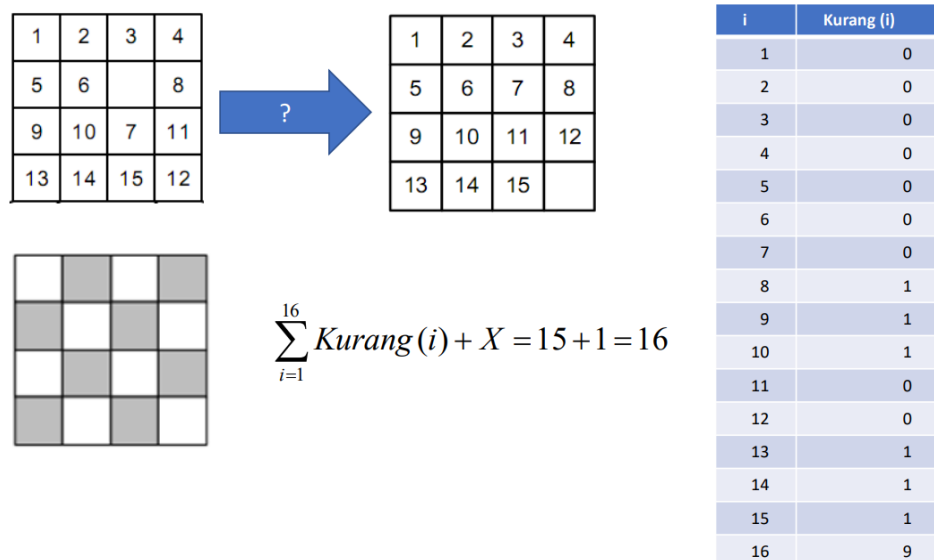 1 2 3 4
5 6 8
9 10 7 11
13 14 15 12
?
1 2 3 4
5 6 7 8
9 10 11 12
13 14 15
16
∑ Kurang (i) + X = 15 + 1 = 16
i=1
i Kurang (i)
1 0
2 0
3 0
4 0
5 0
6 0
7 0
8 1
9 1
10 1
11 0
12 0
13 1
14 1
15 1
16 9